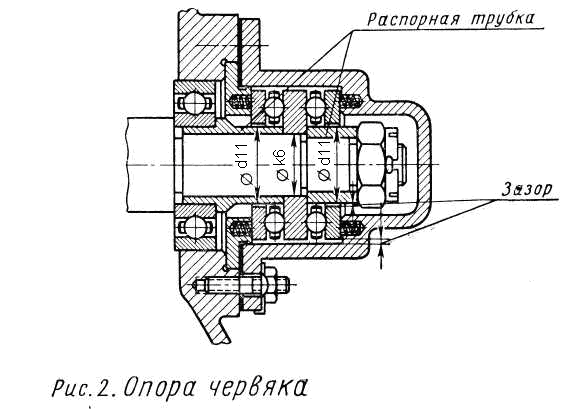 Распорная трубка
Ø d11
Ø k6
Ø d11
Зазор
Рис. 2. Опора червяка